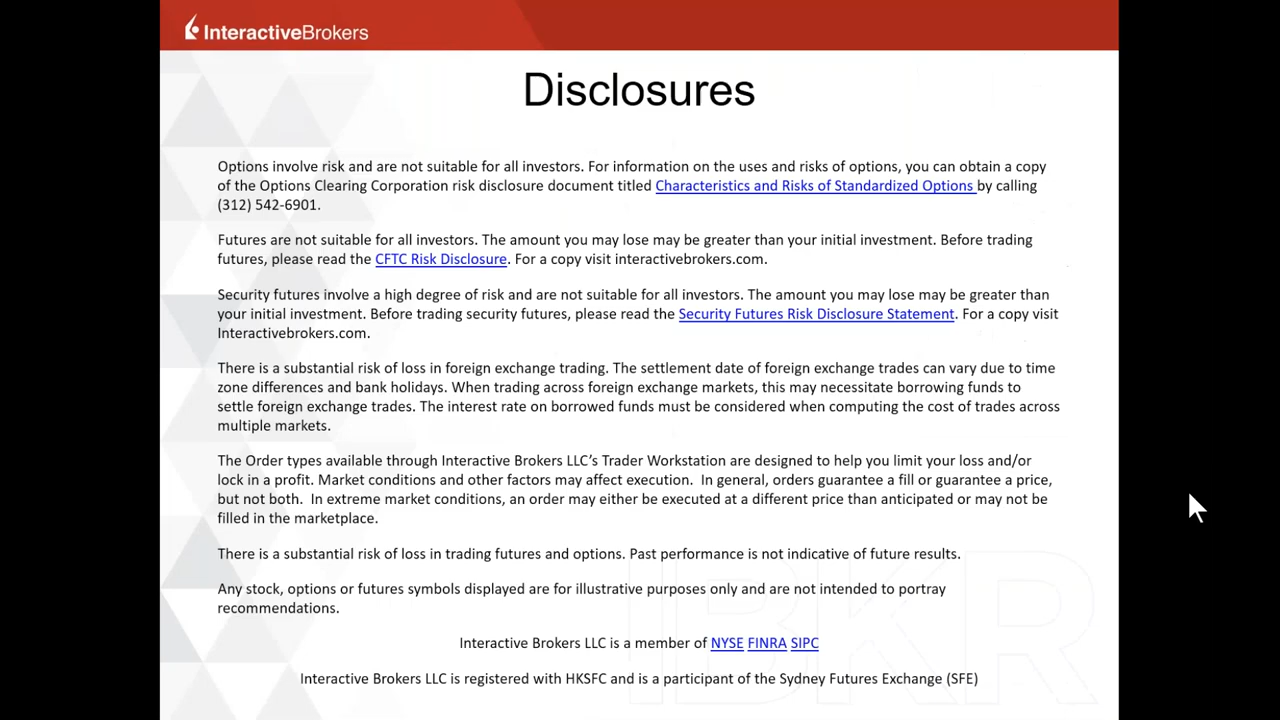 InteractiveBrokers
Disclosures
Options involve risk and are not suitable for all investors. For information on the uses and risks of options, you can obtain a copy
of the Options Clearing Corporation risk disclosure document titled Characteristics and Risks of Standardized Options by calling
(312) 542-6901.
Futures are not suitable for all investors. The amount you may lose may be greater than your initial investment. Before trading
futures, please read the CFTC Risk Disclosure. For a copy visit interactivebrokers.com.
Security futures involve a high degree of risk and are not suitable for all investors. The amount you may lose may be greater than
your initial investment. Before trading security futures, please read the Security Futures Risk Disclosure Statement. For a copy visit
Interactivebrokers.com.
There is a substantial risk of loss in foreign exchange trading. The settlement date of foreign exchange trades can vary due to time
zone differences and bank holidays. When trading across foreign exchange markets, this may necessitate borrowing funds to
settle foreign exchange trades. The interest rate on borrowed funds must be considered when computing the cost of trades across
multiple markets.
The Order types available through Interactive Brokers LLC’s Trader Workstation are designed to help you limit your loss and/or
lock in a profit. Market conditions and other factors may affect execution.  In general, orders guarantee a fill or guarantee a price,
but not both.  In extreme market conditions, an order may either be executed at a different price than anticipated or may not be
filled in the marketplace.
There is a substantial risk of loss in trading futures and options. Past performance is not indicative of future results.
Any stock, options or futures symbols displayed are for illustrative purposes only and are not intended to portray
recommendations.
Interactive Brokers LLC is a member of NYSE FINRA SIPC
Interactive Brokers LLC is registered with HKSFC and is a participant of the Sydney Futures Exchange (SFE)
IBKR